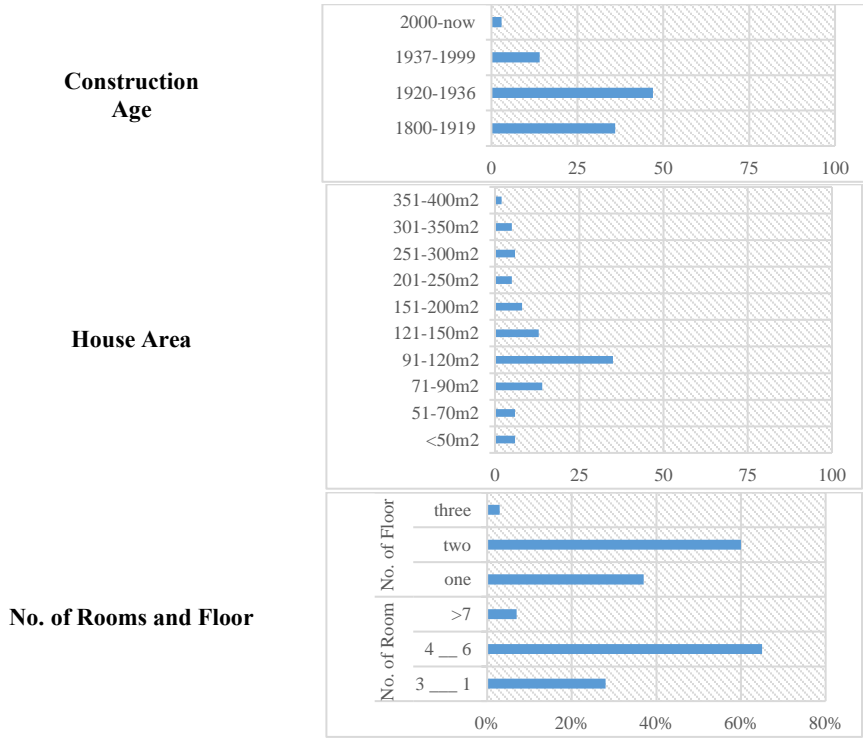 Construction
Age
2000-now
1937-1999
1920-1936
1800-1919
0 25 50 75 100
House Area
351-400m2
301-350m2
251-300m2
201-250m2
151-200m2
121-150m2
91-120m2
71-90m2
51-70m2
<50m2
0 25 50 75 100
No. of Rooms and Floor
No. of Floor
three
two
one
No. of Room
>7
4 __ 6
3 ___ 1
0% 20% 40% 60% 80%